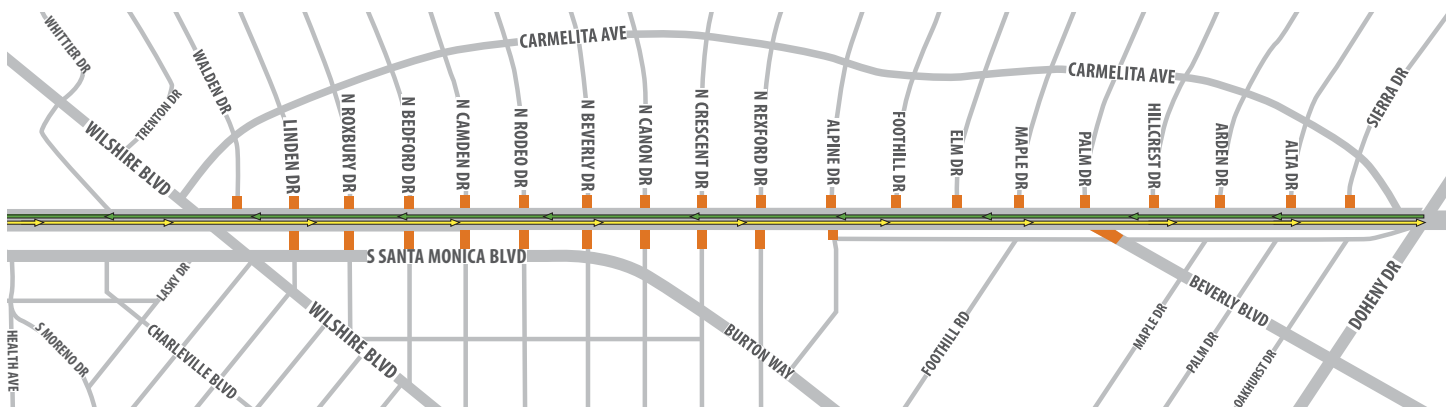 WHITTIER DR
TRENTON DR
WALDEN DR
CARMELITA AVE
CARMELITA AVE
SIERRA DR
WILSHIRE BLVD
LINDEN DR
N ROXBURY DR
N BEDFORD DR
N CAMDEN DR
N RODEO DR
N BEVERLY DR
N CANON DR
N CRESCENT DR
N REXFORD DR
ALPINE DR
FOOTHILL DR
ELM DR
MAPLE DR
PALM DR
HILLCREST DR
ARDEN DR
ALTA DR
S SANTA MONICA BLVD
LASKY DR
WILSHIRE BLVD
BURTON WAY
FOOTHILL RD
MAPLE DR
PALM DR
BEVERLY BLVD
OAKHURST DR
DOHENY DR
HEALTH AVE
S MORENO DR
CHARLEVILLE BLVD